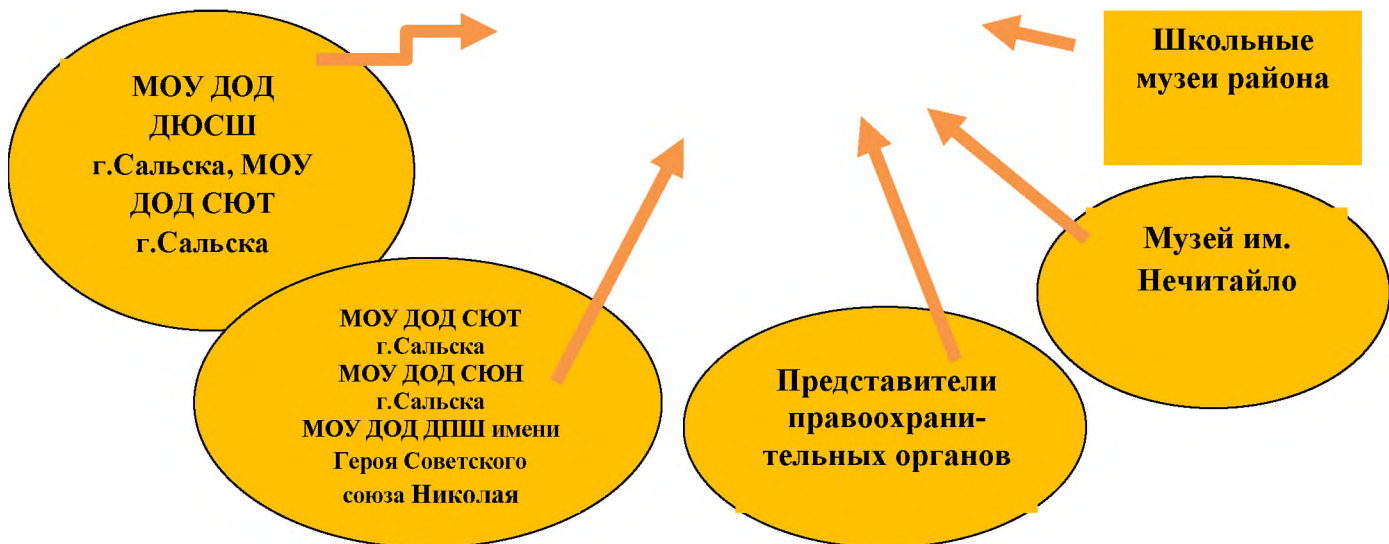 МОУ ДОД
ДЮСШ
г.Сальска, МОУ
ДОД СЮТ
г.Сальска
МОУ ДОД СЮТ
г.Сальска
МОУ ДОД СЮН
г.Сальска
МОУ ДОД ДПШ имени
Героя Советского
союза Николая
Представители
правоохрани-
тельных органов
Музей им.
Нечитайло
Школьные
музеи района